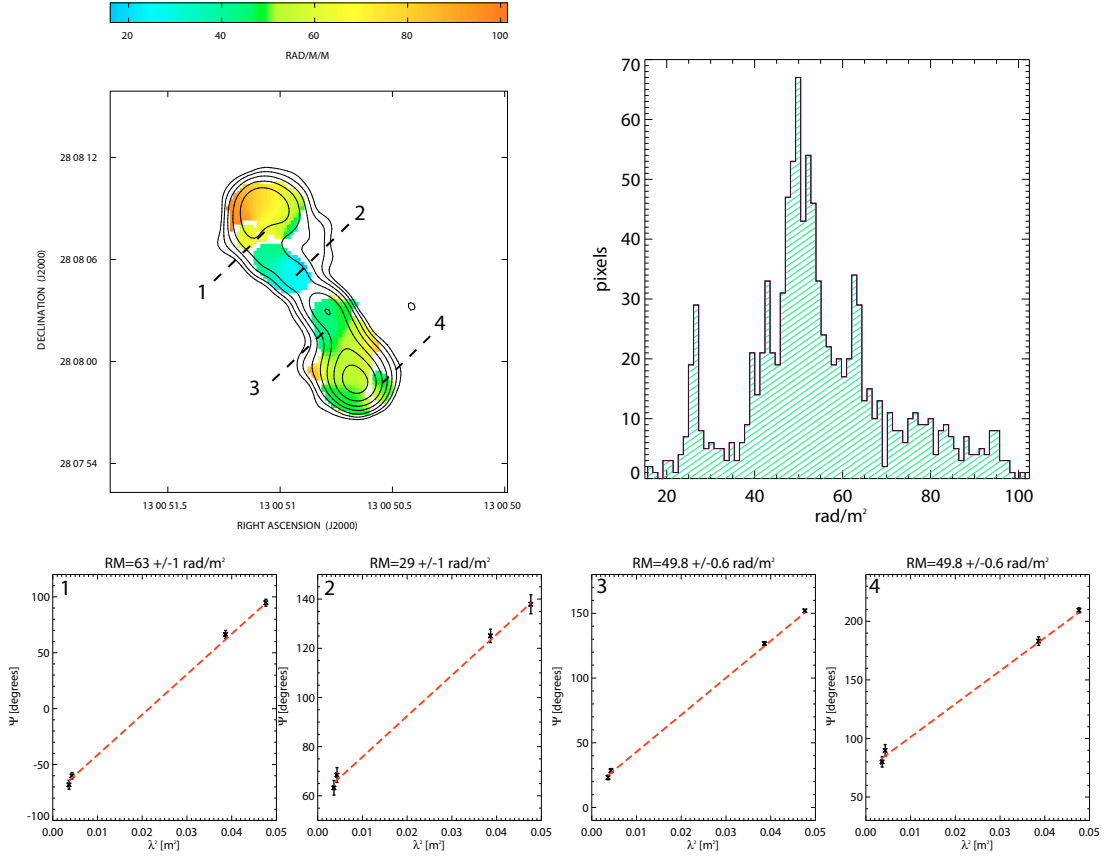 20 40 60 80 100
RAD/M/M
DECLINATION (J2000)
28 08 12
28 08 06
28 08 00
28 07 54
1
2
3
4
13 00 51.5 13 00 51 13 00 50.5 13 00 50
RIGHT ASCENSION (J2000)
pixels
70
60
50
40
30
20
10
0
20 40 60 80 100
rad/m²
RM=63 +/-1 rad/m²
1
Ψ [degrees]
100
50
0
-50
-100
0.00 0.01 0.02 0.03 0.04 0.05
λ² [m²]
RM=29 +/-1 rad/m²
2
Ψ [degrees]
140
120
100
80
60
0.00 0.01 0.02 0.03 0.04 0.05
λ² [m²]
RM=49.8 +/-0.6 rad/m²
3
Ψ [degrees]
150
100
50
0
0.00 0.01 0.02 0.03 0.04 0.05
λ² [m²]
RM=49.8 +/-0.6 rad/m²
4
Ψ [degrees]
200
150
100
50
0.00 0.01 0.02 0.03 0.04 0.05
λ² [m²]